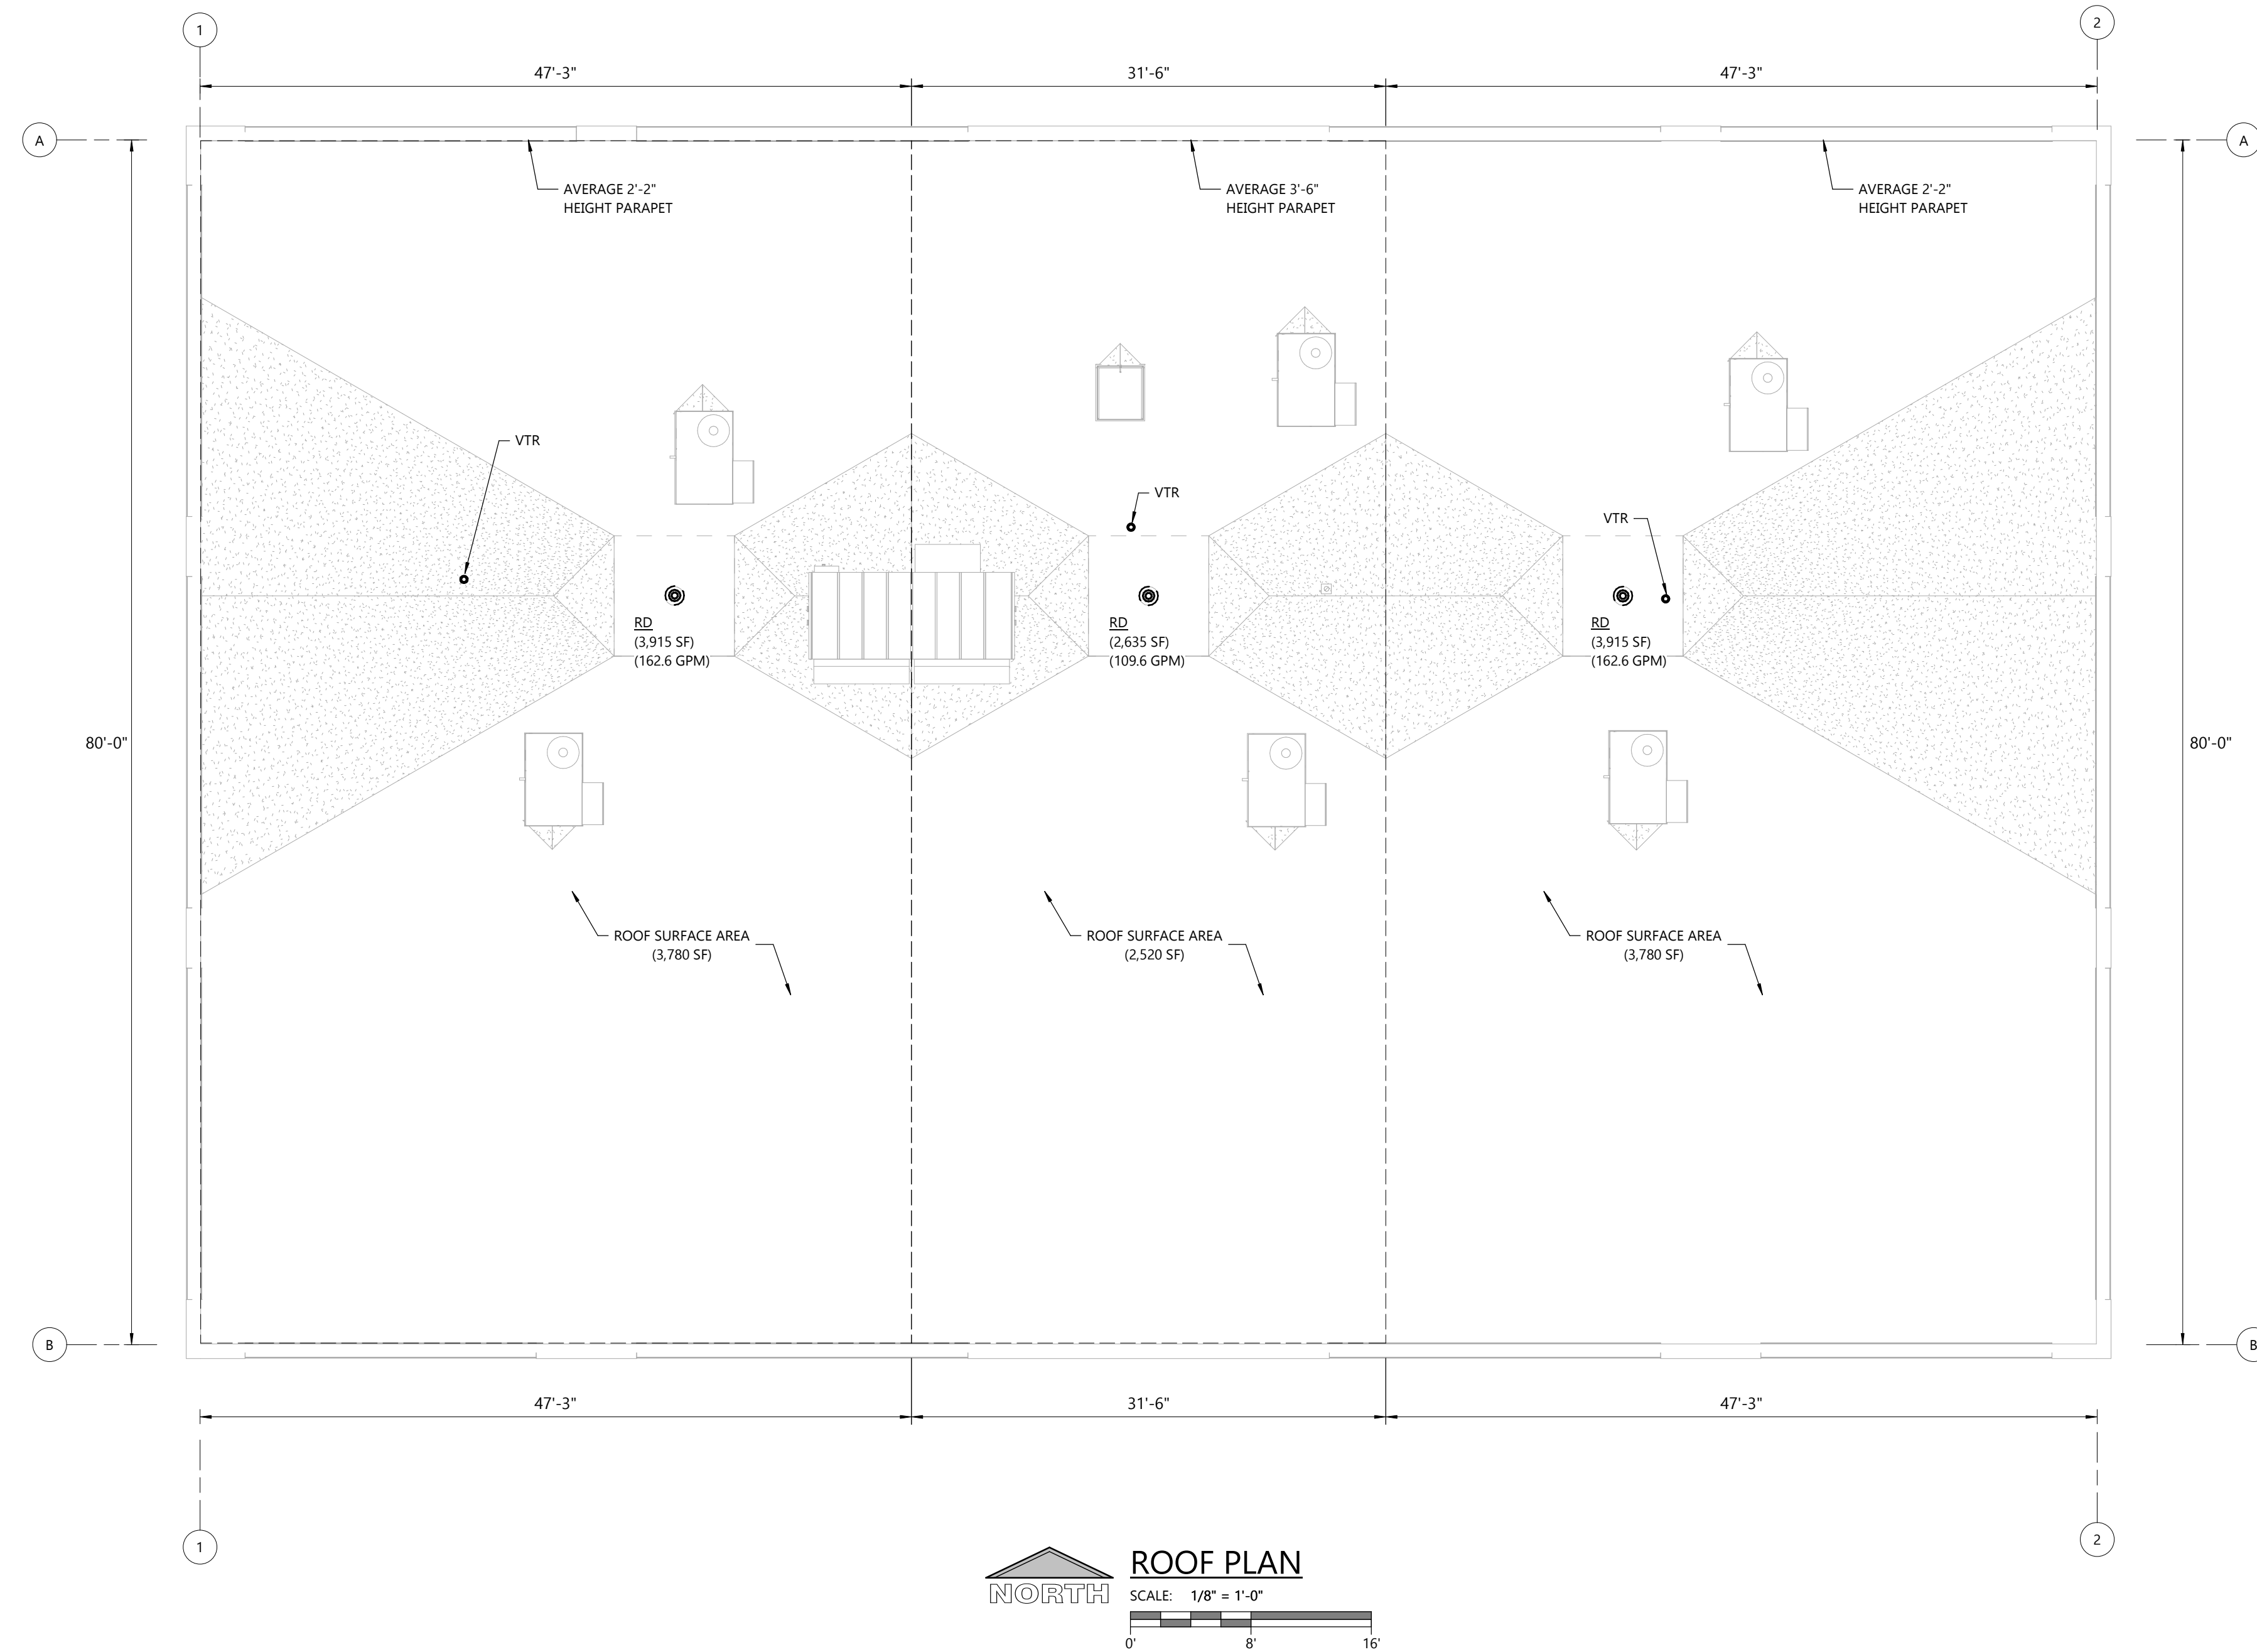 1
2
47'-3"
31'-6"
47'-3"
A
A
AVERAGE 2'-2"
HEIGHT PARAPET
AVERAGE 3'-6"
HEIGHT PARAPET
AVERAGE 2'-2"
HEIGHT PARAPET
VTR
VTR
VTR
RD
(3,915 SF)
(162.6 GPM)
RD
(2,635 SF)
(109.6 GPM)
RD
(3,915 SF)
(162.6 GPM)
80'-0"
80'-0"
ROOF SURFACE AREA
(3,780 SF)
ROOF SURFACE AREA
(2,520 SF)
ROOF SURFACE AREA
(3,780 SF)
B
B
47'-3"
31'-6"
47'-3"
1
2
NORTH
ROOF PLAN
SCALE: 1/8" = 1'-0"
0'
8'
16'